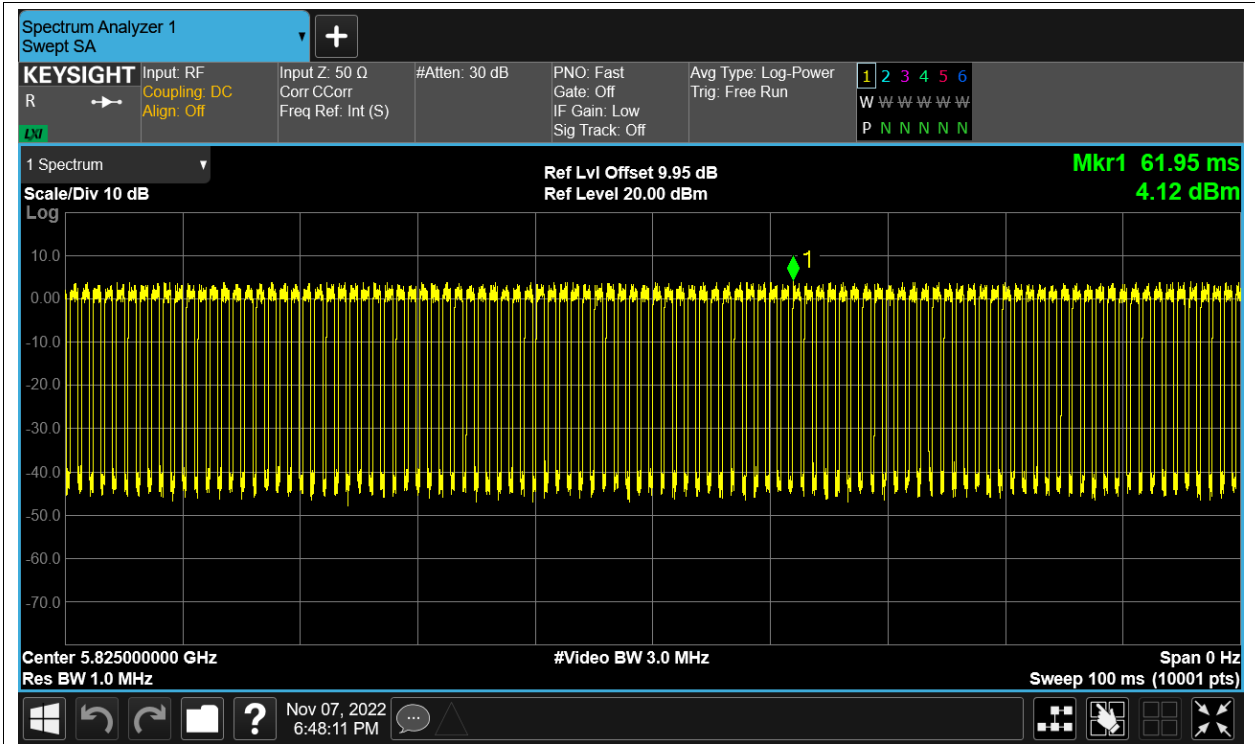 Spectrum Analyzer 1
Swept SA
KEYSIGHT
R
LXI
Input: RF
Coupling: DC
Align: Off
Input Z: 50 Ω
Corr CCorr
Freq Ref: Int (S)
#Atten: 30 dB
PNO: Fast
Gate: Off
IF Gain: Low
Sig Track: Off
Avg Type: Log-Power
Trig: Free Run
1 2 3 4 5 6
W W W W W W
P N N N N N
1 Spectrum
Scale/Div 10 dB
Ref Lvl Offset 9.95 dB
Ref Level 20.00 dBm
Mkr1 61.95 ms
4.12 dBm
Log
10.0
1
0.00
-10.0
-20.0
-30.0
-40.0
-50.0
-60.0
-70.0
Center 5.825000000 GHz
#Video BW 3.0 MHz
Span 0 Hz
Res BW 1.0 MHz
Sweep 100 ms (10001 pts)
?
Nov 07, 2022
6:48:11 PM